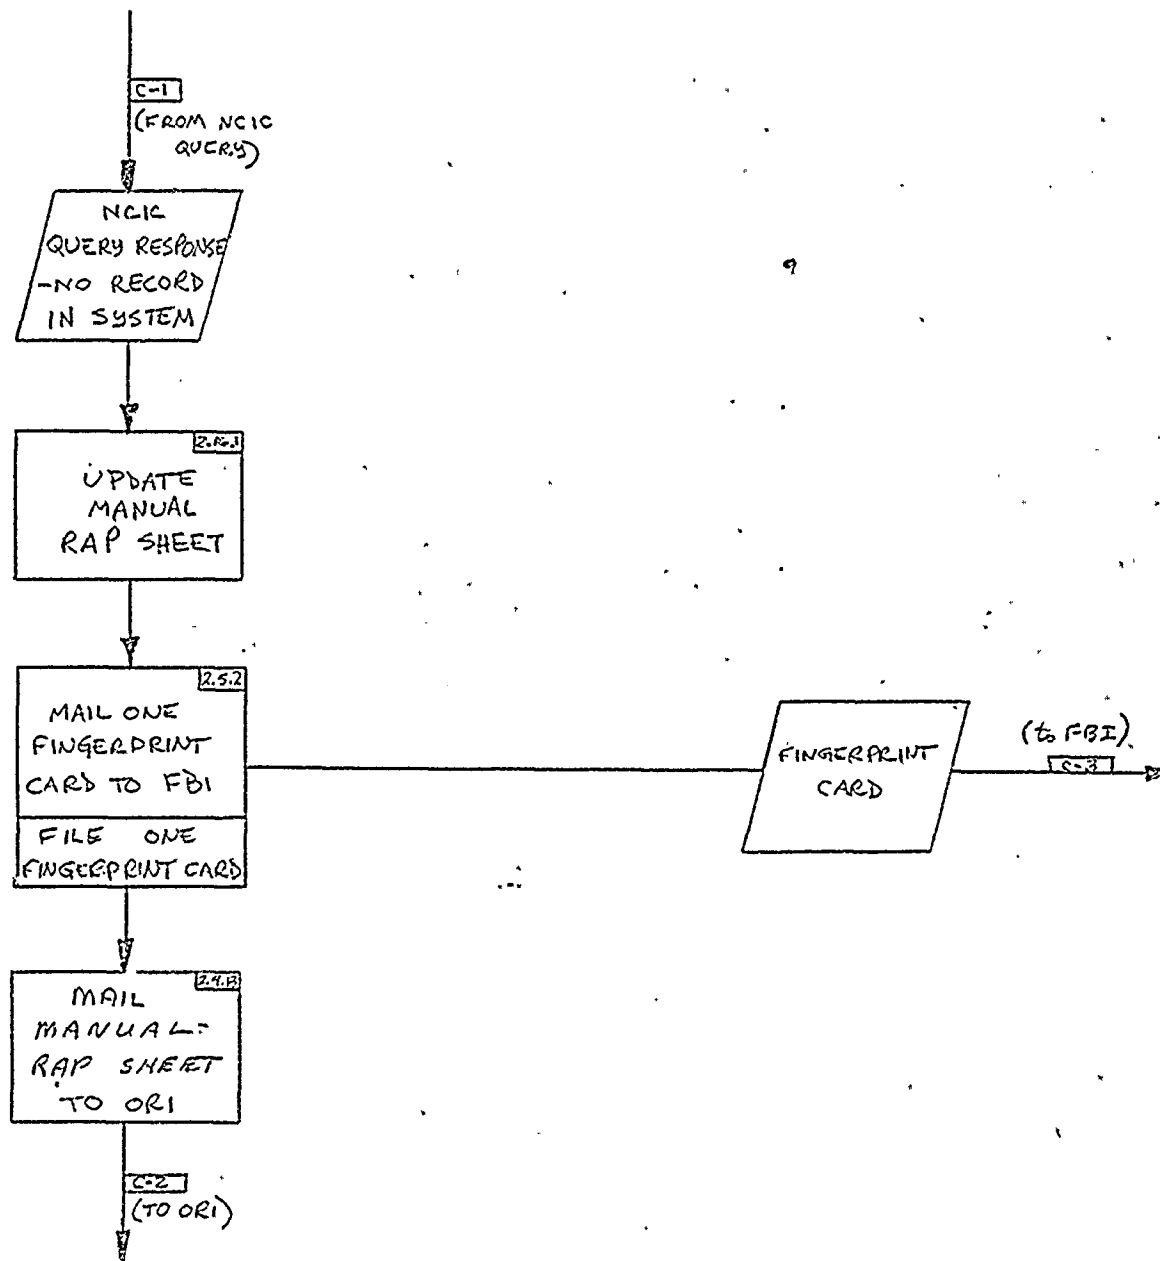 C-1
(FROM NCIC
QUERY)
NCIC
QUERY RESPONSE
-NO RECORD
IN SYSTEM
UPDATE
MANUAL
RAP SHEET
2.5.2
MAIL ONE
FINGERDRINT
CARD TO FBI
FILE ONE
FINGERPRINT CARD
FINGERPRINT
CARD
(to FBI)
C-3
MAIL
MANUAL-
RAP SHEET
TO ORI
C-2
(TO ORI)